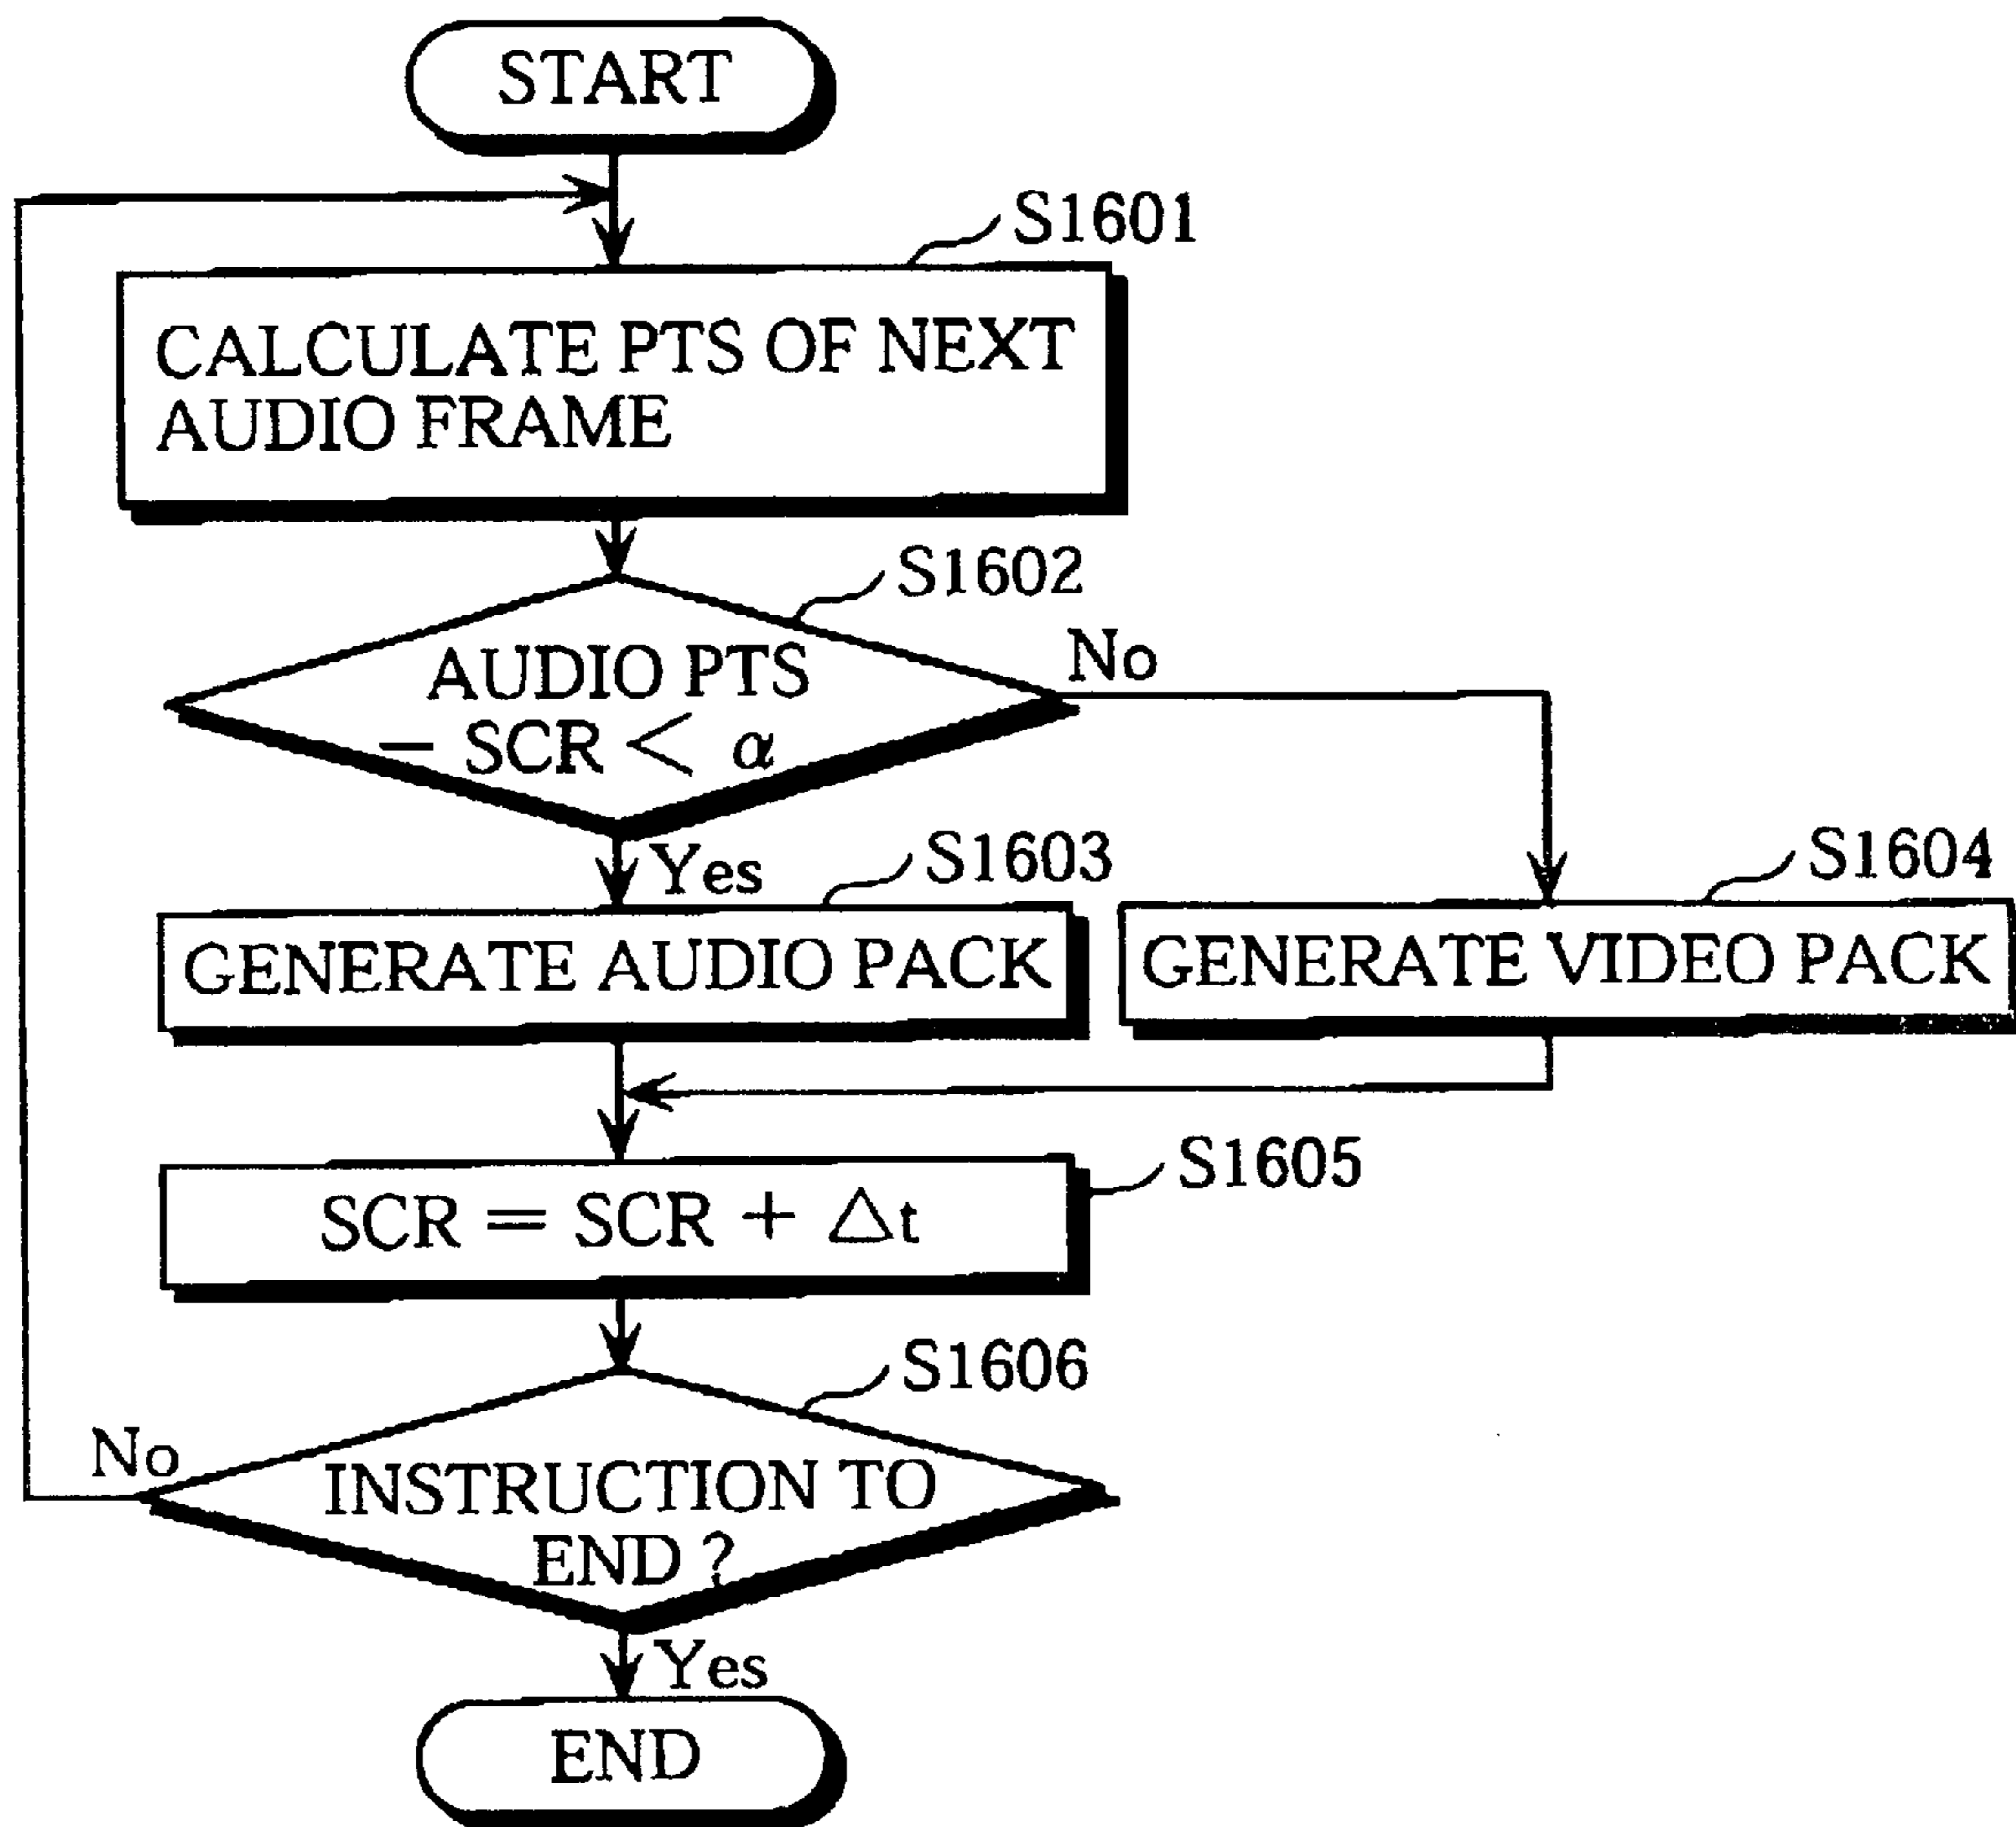 START
S1601
CALCULATE PTS OF NEXT
AUDIO FRAME
S1602
AUDIO PTS
— SCR < α
No
Yes
S1603
S1604
GENERATE AUDIO PACK
GENERATE VIDEO PACK
S1605
SCR = SCR + △t
S1606
No
INSTRUCTION TO
END ?
Yes
END